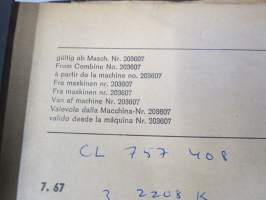 gültig ab Masch. Nr. 203607
From Combine No. 203607
à partir de la machine no. 203607
Fra maskinen nr. 203607
Fra maskinen Nr. 203607
Van af machine Nr. 203607
Valevole dalla Macchina-Nr. 203607
valido desde la máquina Nr. 203607
CL 757 408
7. 67
3 2208 K